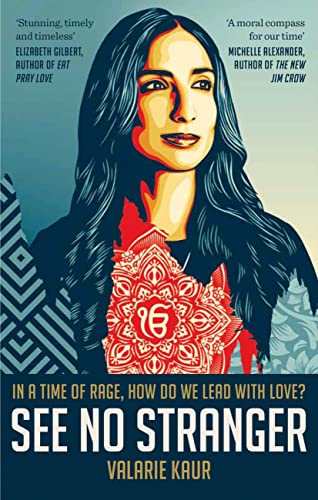 ‘Stunning, timely
and timeless’
ELIZABETH GILBERT,
AUTHOR OF EAT
PRAY LOVE
‘A moral compass
for our time’
MICHELLE ALEXANDER,
AUTHOR OF THE NEW
JIM CROW
ੴ
IN A TIME OF RAGE, HOW DO WE LEAD WITH LOVE?
SEE NO STRANGER
VALARIE KAUR